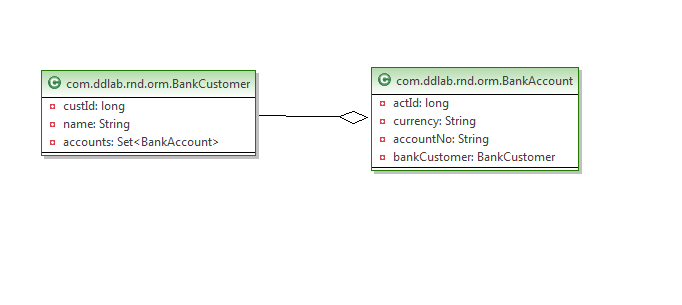 com.ddlab.rnd.orm.BankCustomer
custId: long
name: String
accounts: Set<BankAccount>
com.ddlab.rnd.orm.BankAccount
actId: long
currency: String
accountNo: String
bankCustomer: BankCustomer